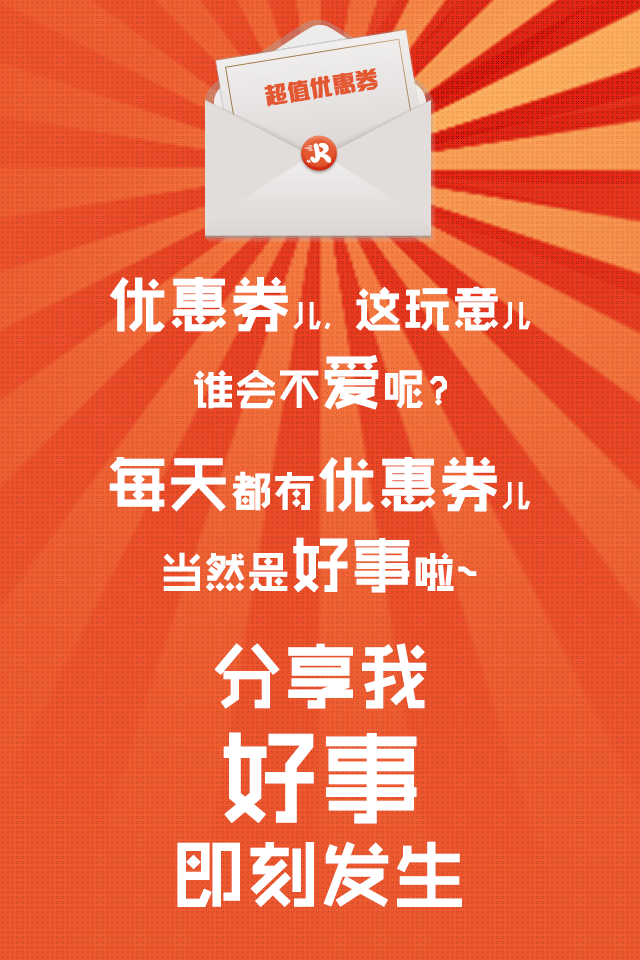 超值优惠券
优惠券儿，这玩意儿
谁会不爱呢？
每天都有优惠券儿
当然是好事啦~
分享我
好事
即刻发生